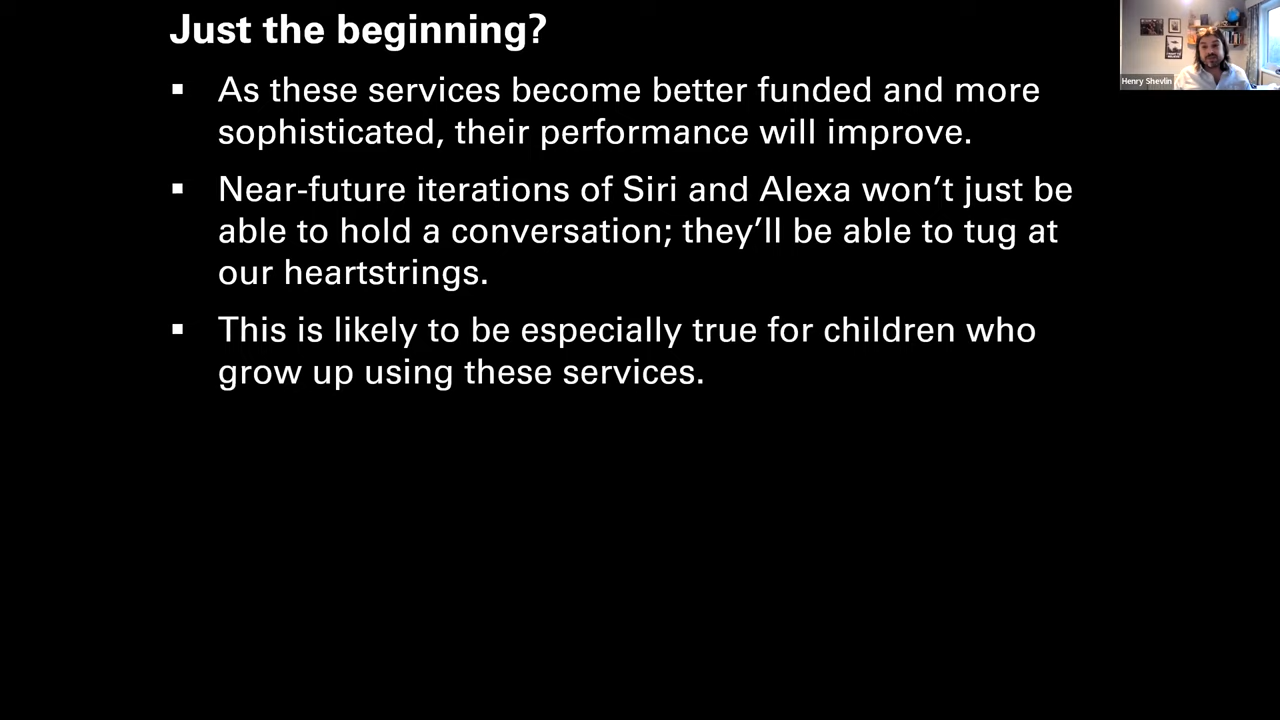 Just the beginning?
▪ As these services become better funded and more
sophisticated, their performance will improve.
▪ Near-future iterations of Siri and Alexa won’t just be
able to hold a conversation; they’ll be able to tug at
our heartstrings.
▪ This is likely to be especially true for children who
grow up using these services.
Henry Shevlin